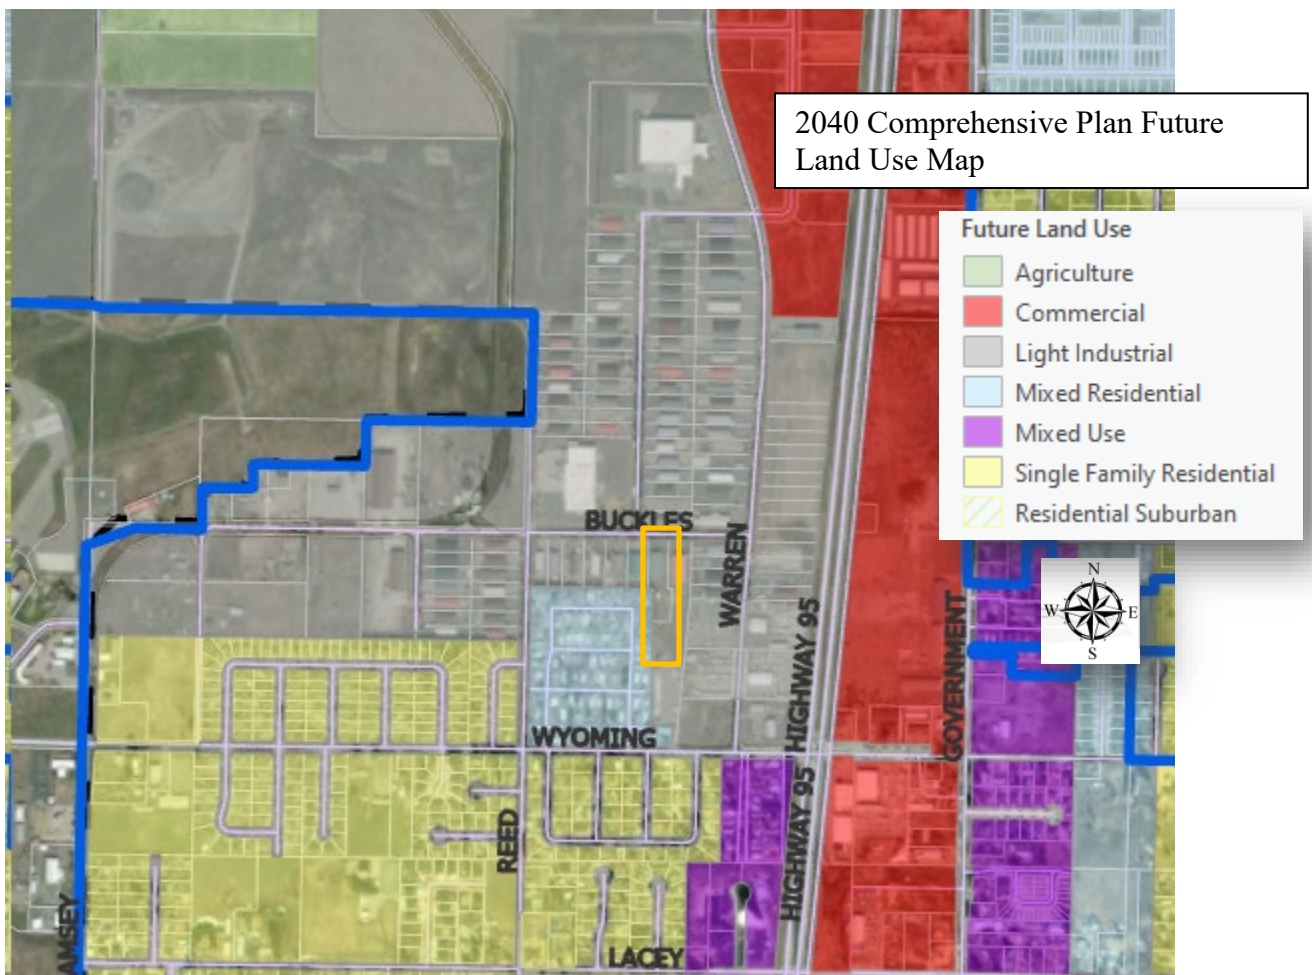 2040 Comprehensive Plan Future
Land Use Map
Future Land Use
Agriculture
Commercial
Light Industrial
Mixed Residential
Mixed Use
Single Family Residential
Residential Suburban
BUCKLES
WARREN
HIGHWAY 95
GOVERNMENT
N
W
E
S
WYOMING
HIGHWAY 95
REED
AMSEY
LACEY